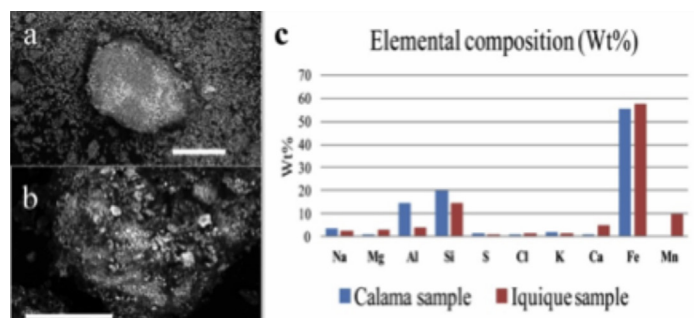 a
b
c
Elemental composition (Wt%)
Wt%
70
60
50
40
30
20
10
0
Na Mg Al Si S Cl K Ca Fe Mn
Calama sample Iquique sample